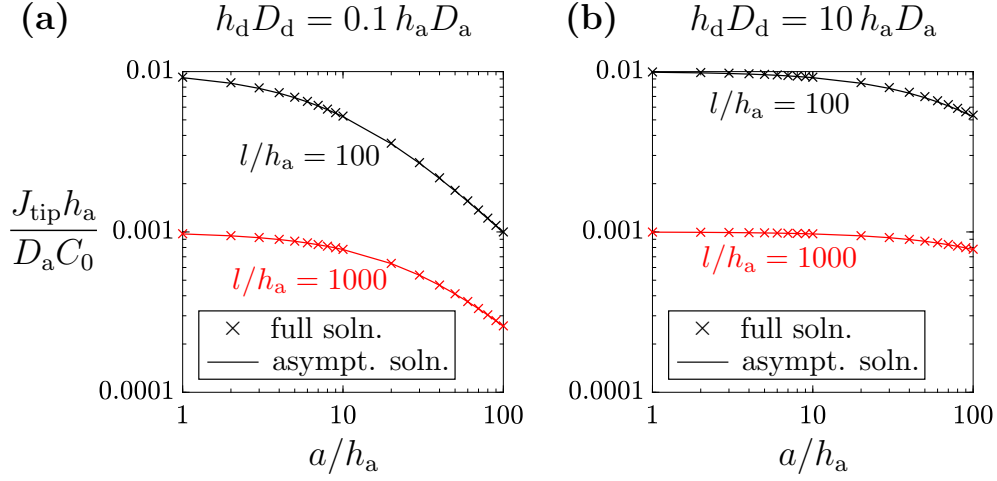 (a) h_d D_d = 0.1 h_a D_a
(b) h_d D_d = 10 h_a D_a
J_tip h_a
D_a C_0
0.01
0.001
0.0001
l/h_a = 100
l/h_a = 1000
× full soln.
— asympt. soln.
1 10 100
a/h_a
0.01
0.001
0.0001
l/h_a = 100
l/h_a = 1000
× full soln.
— asympt. soln.
1 10 100
a/h_a